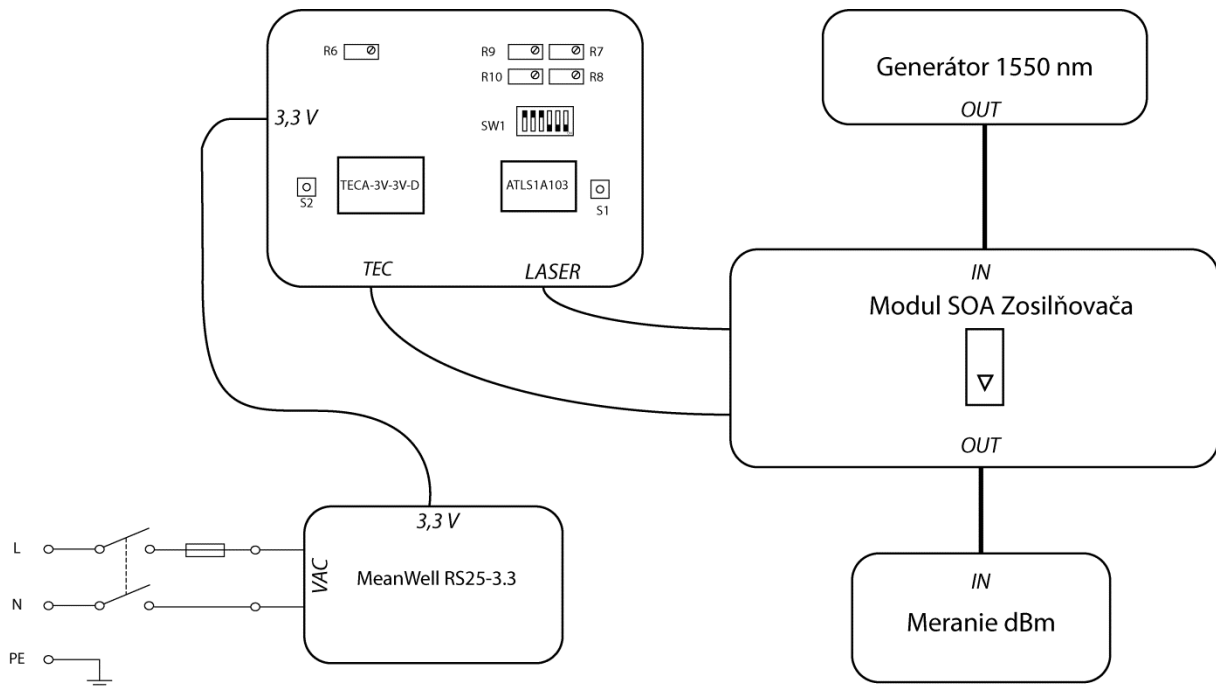 R6
R9
R7
R10
R8
3,3 V
SW1
TECA-3V-3V-D
ATLS1A103
S2
S1
TEC
LASER
Generátor 1550 nm
OUT
IN
Modul SOA Zosilňovača
OUT
3,3 V
VAC
MeanWell RS25-3.3
L
N
PE
IN
Meranie dBm